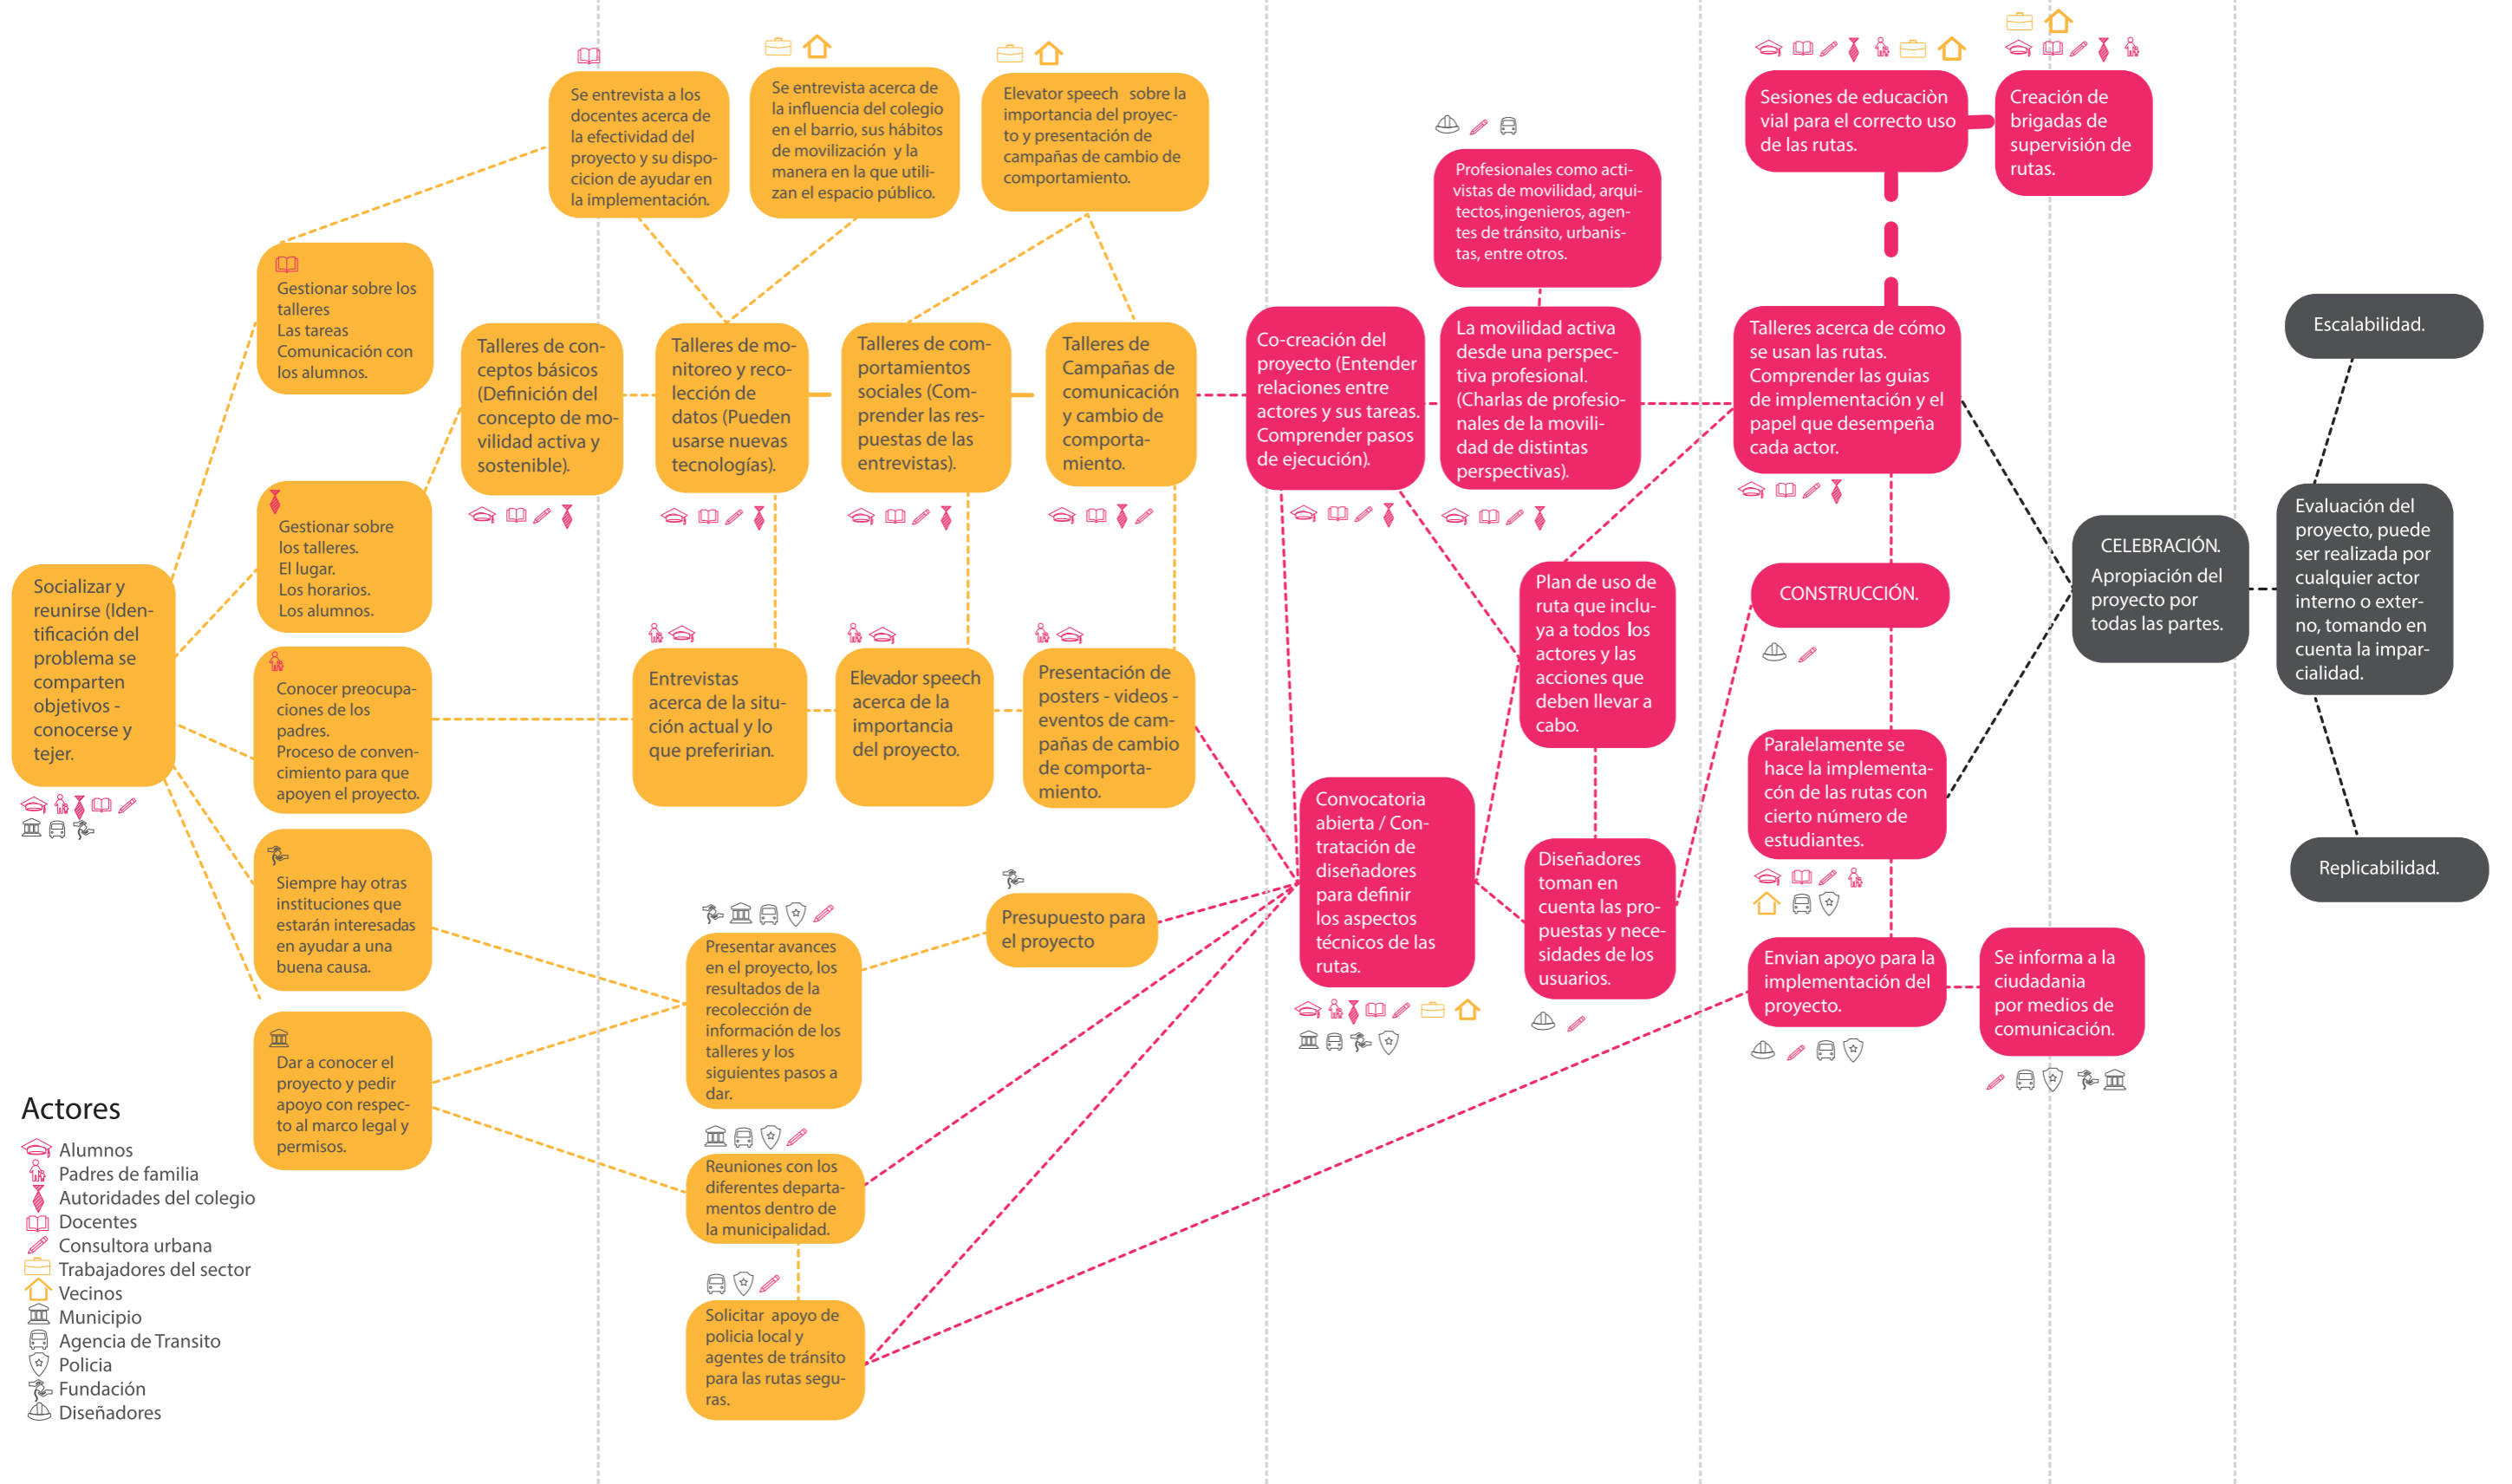 Se entrevista a los
docentes acerca de
la efectividad del
proyecto y su dispo-
cicion de ayudar en
la implementación.
Se entrevista acerca de
la influencia del colegio
en el barrio, sus hábitos
de movilización y la
manera en la que utili-
zan el espacio público.
Elevator speech sobre la
importancia del proyec-
to y presentación de
campañas de cambio de
comportamiento.
Profesionales como acti-
vistas de movilidad, arqui-
tectos,ingenieros, agen-
tes de tránsito, urbanis-
tas, entre otros.
Sesiones de educaciòn
vial para el correcto uso
de las rutas.
Creación de
brigadas de
supervisión de
rutas.
Gestionar sobre los
talleres
Las tareas
Comunicación con
los alumnos.
Talleres de con-
ceptos básicos
(Definición del
concepto de mo-
vilidad activa y
sostenible).
Talleres de mo-
nitoreo y reco-
lección de
datos (Pueden
usarse nuevas
tecnologías).
Talleres de com-
portamientos
sociales (Com-
prender las res-
puestas de las
entrevistas).
Talleres de
Campañas de
comunicación
y cambio de
comporta-
miento.
Co-creación del
proyecto (Entender
relaciones entre
actores y sus tareas.
Comprender pasos
de ejecución).
La movilidad activa
desde una perspec-
tiva profesional.
(Charlas de profesio-
nales de la movili-
dad de distintas
perspectivas).
Talleres acerca de cómo
se usan las rutas.
Comprender las guias
de implementación y el
papel que desempeña
cada actor.
Escalabilidad.
Gestionar sobre
los talleres.
El lugar.
Los horarios.
Los alumnos.
Socializar y
reunirse (Iden-
tificación del
problema se
comparten
objetivos -
conocerse y
tejer.
Conocer preocupa-
ciones de los
padres.
Proceso de conven-
cimiento para que
apoyen el proyecto.
Entrevistas
acerca de la situ-
ción actual y lo
que preferirian.
Elevador speech
acerca de la
importancia
del proyecto.
Presentación de
posters - videos -
eventos de cam-
pañas de cambio
de comporta-
miento.
Plan de uso de
ruta que inclu-
ya a todos los
actores y las
acciones que
deben llevar a
cabo.
CONSTRUCCIÓN.
CELEBRACIÓN.
Apropiación del
proyecto por
todas las partes.
Evaluación del
proyecto, puede
ser realizada por
cualquier actor
interno o exter-
no, tomando en
cuenta la impar-
cialidad.
Siempre hay otras
instituciones que
estarán interesadas
en ayudar a una
buena causa.
Presentar avances
en el proyecto, los
resultados de la
recolección de
información de los
talleres y los
siguientes pasos a
dar.
Presupuesto para
el proyecto
Convocatoria
abierta / Con-
tratación de
diseñadores
para definir
los aspectos
técnicos de las
rutas.
Diseñadores
toman en
cuenta las pro-
puestas y nece-
sidades de los
usuarios.
Paralelamente se
hace la implementa-
cón de las rutas con
cierto número de
estudiantes.
Replicabilidad.
Envian apoyo para la
implementación del
proyecto.
Se informa a la
ciudadania
por medios de
comunicación.
Dar a conocer el
proyecto y pedir
apoyo con respec-
to al marco legal y
permisos.
Reuniones con los
diferentes departa-
mentos dentro de
la municipalidad.
Solicitar apoyo de
policia local y
agentes de tránsito
para las rutas segu-
ras.
Actores
Alumnos
Padres de familia
Autoridades del colegio
Docentes
Consultora urbana
Trabajadores del sector
Vecinos
Municipio
Agencia de Transito
Policia
Fundación
Diseñadores